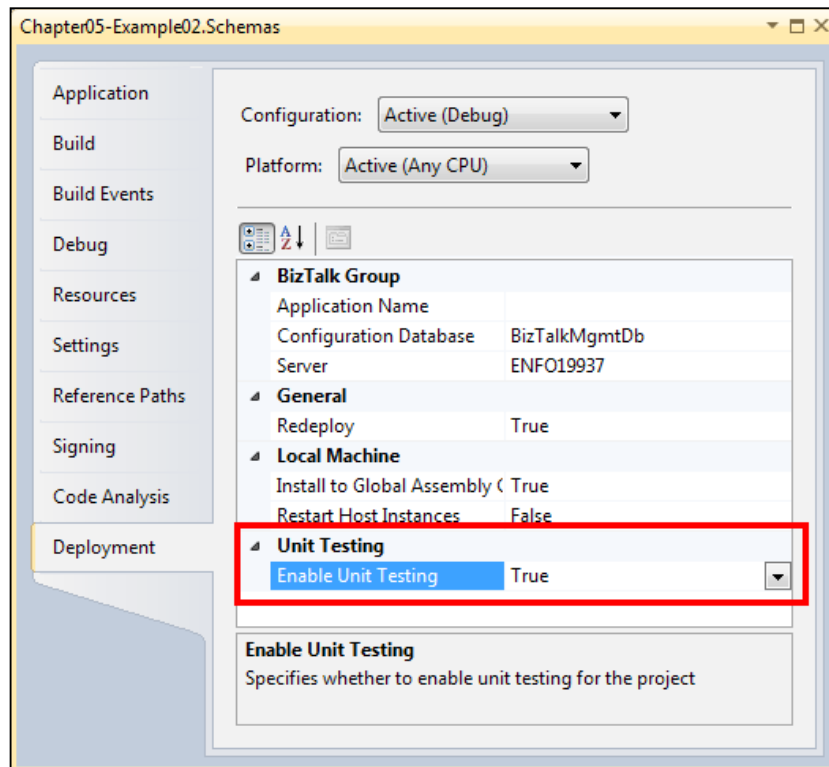 Chapter05-Example02.Schemas
Application
Build
Build Events
Debug
Resources
Settings
Reference Paths
Signing
Code Analysis
Deployment
Configuration: Active (Debug)
Platform: Active (Any CPU)
BizTalk Group
Application Name
Configuration Database BizTalkMgmtDb
Server ENFO19937
General
Redeploy True
Local Machine
Install to Global Assembly ( True
Restart Host Instances False
Unit Testing
Enable Unit Testing True
Enable Unit Testing
Specifies whether to enable unit testing for the project